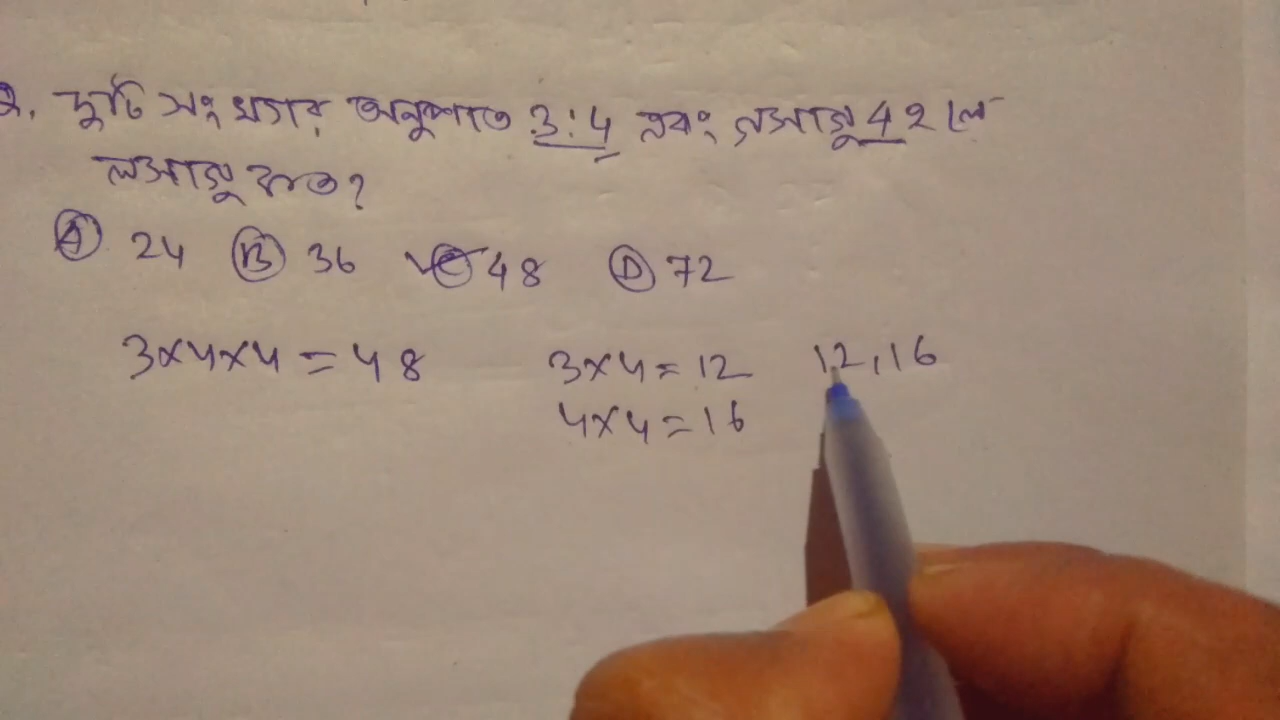 ২. দুটি সংখ্যার অনুপাত 3:4 এবং গসাগু 4 হলে
লসাগু কত?
Ⓐ 24 Ⓑ 36 Ⓒ 48 Ⓓ 72
3×4×4 = 48 3×4 = 12 12, 16
4×4 = 16